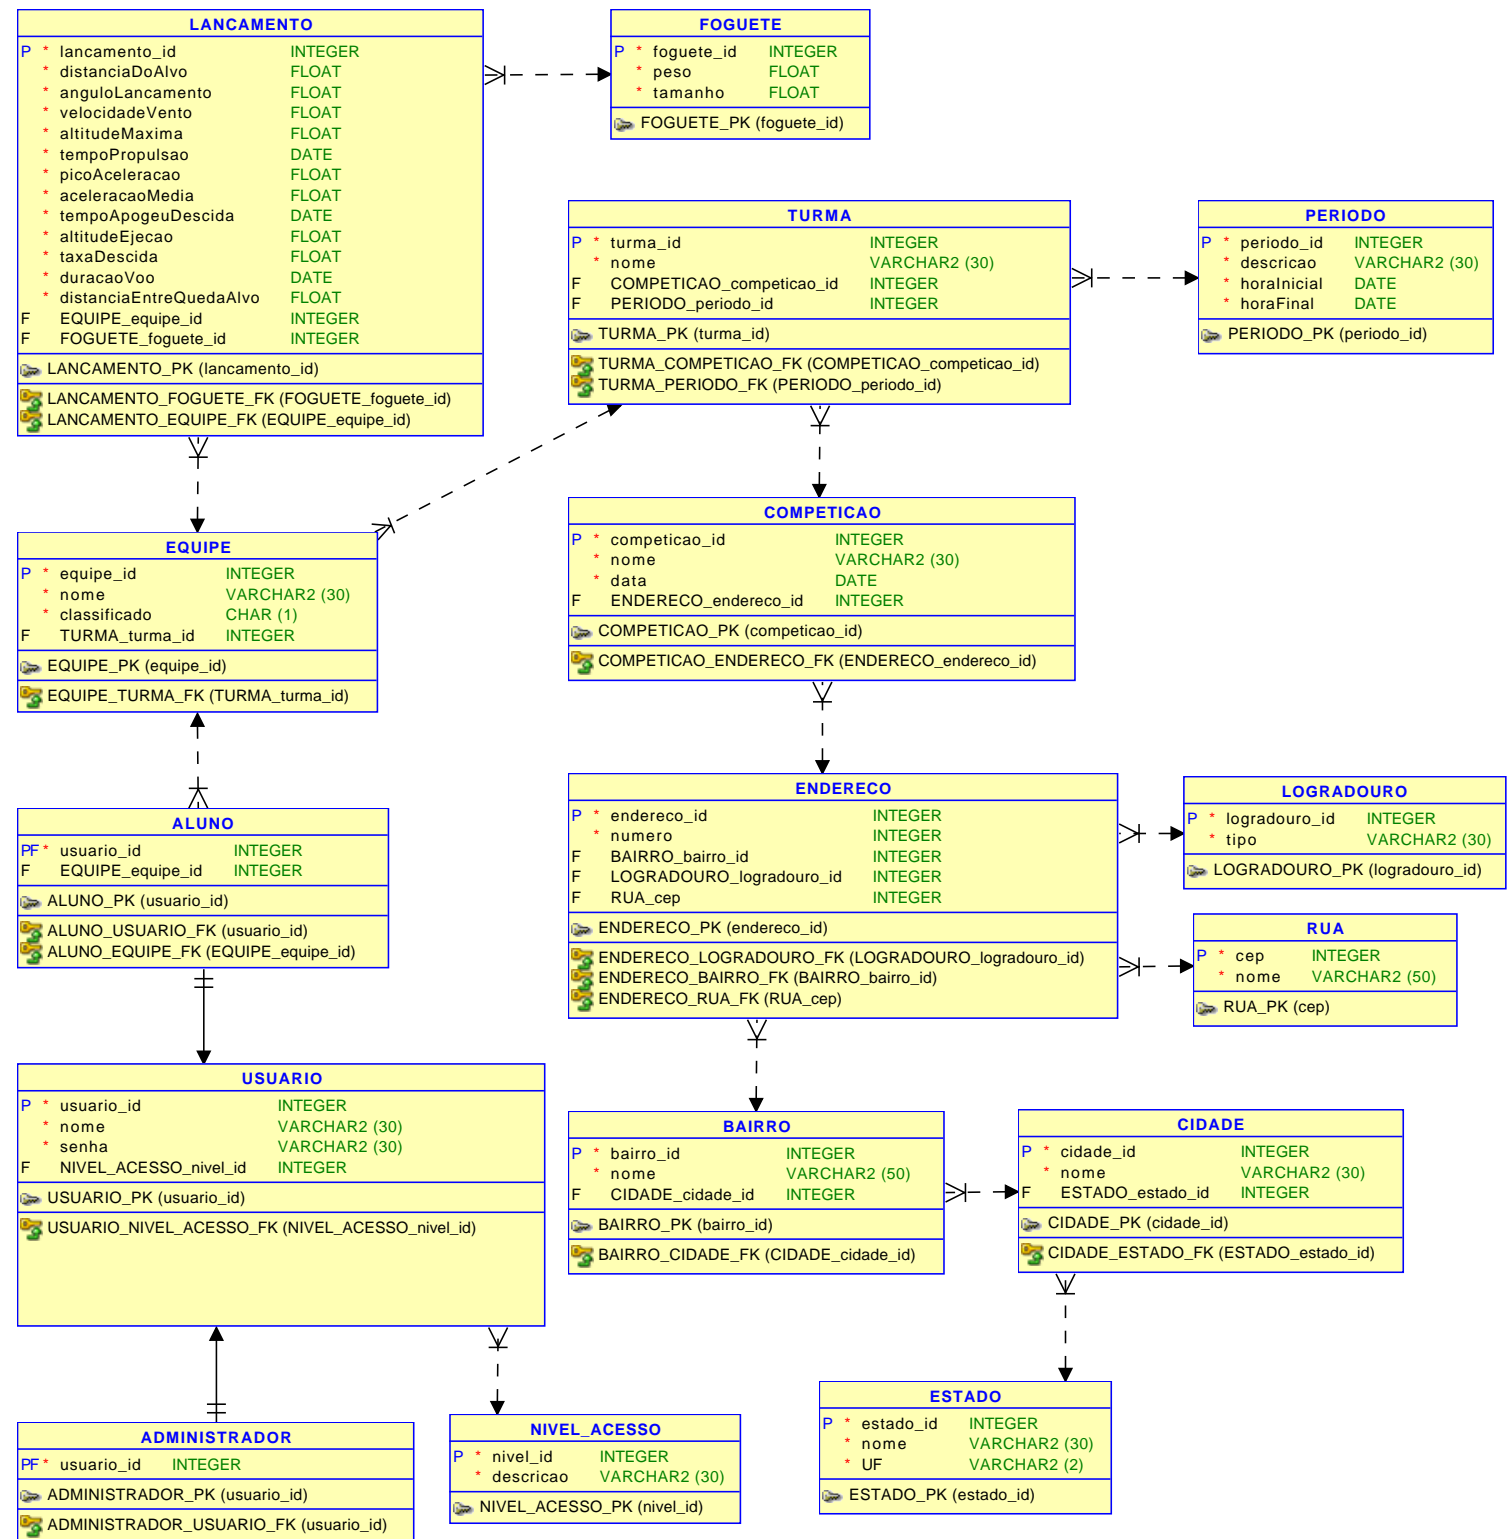 LANCAMENTO
P * lancamento_id INTEGER
* distanciaDoAlvo FLOAT
* anguloLancamento FLOAT
* velocidadeVento FLOAT
* altitudeMaxima FLOAT
* tempoPropulsao DATE
* picoAceleracao FLOAT
* aceleracaoMedia FLOAT
* tempoApogeuDescida DATE
* altitudeEjecao FLOAT
* taxaDescida FLOAT
* duracaoVoo DATE
* distanciaEntreQuedaAlvo FLOAT
F EQUIPE_equipe_id INTEGER
F FOGUETE_foguete_id INTEGER
LANCAMENTO_PK (lancamento_id)
LANCAMENTO_FOGUETE_FK (FOGUETE_foguete_id)
LANCAMENTO_EQUIPE_FK (EQUIPE_equipe_id)
FOGUETE
P * foguete_id INTEGER
* peso FLOAT
* tamanho FLOAT
FOGUETE_PK (foguete_id)
TURMA
P * turma_id INTEGER
* nome VARCHAR2 (30)
F COMPETICAO_competicao_id INTEGER
F PERIODO_periodo_id INTEGER
TURMA_PK (turma_id)
TURMA_COMPETICAO_FK (COMPETICAO_competicao_id)
TURMA_PERIODO_FK (PERIODO_periodo_id)
PERIODO
P * periodo_id INTEGER
* descricao VARCHAR2 (30)
* horaInicial DATE
* horaFinal DATE
PERIODO_PK (periodo_id)
EQUIPE
P * equipe_id INTEGER
* nome VARCHAR2 (30)
* classificado CHAR (1)
F TURMA_turma_id INTEGER
EQUIPE_PK (equipe_id)
EQUIPE_TURMA_FK (TURMA_turma_id)
COMPETICAO
P * competicao_id INTEGER
* nome VARCHAR2 (30)
* data DATE
F ENDERECO_endereco_id INTEGER
COMPETICAO_PK (competicao_id)
COMPETICAO_ENDERECO_FK (ENDERECO_endereco_id)
ALUNO
PF * usuario_id INTEGER
F EQUIPE_equipe_id INTEGER
ALUNO_PK (usuario_id)
ALUNO_USUARIO_FK (usuario_id)
ALUNO_EQUIPE_FK (EQUIPE_equipe_id)
ENDERECO
P * endereco_id INTEGER
* numero INTEGER
F BAIRRO_bairro_id INTEGER
F LOGRADOURO_logradouro_id INTEGER
F RUA_cep INTEGER
ENDERECO_PK (endereco_id)
ENDERECO_LOGRADOURO_FK (LOGRADOURO_logradouro_id)
ENDERECO_BAIRRO_FK (BAIRRO_bairro_id)
ENDERECO_RUA_FK (RUA_cep)
LOGRADOURO
P * logradouro_id INTEGER
* tipo VARCHAR2 (30)
LOGRADOURO_PK (logradouro_id)
RUA
P * cep INTEGER
* nome VARCHAR2 (50)
RUA_PK (cep)
USUARIO
P * usuario_id INTEGER
* nome VARCHAR2 (30)
* senha VARCHAR2 (30)
F NIVEL_ACESSO_nivel_id INTEGER
USUARIO_PK (usuario_id)
USUARIO_NIVEL_ACESSO_FK (NIVEL_ACESSO_nivel_id)
BAIRRO
P * bairro_id INTEGER
* nome VARCHAR2 (50)
F CIDADE_cidade_id INTEGER
BAIRRO_PK (bairro_id)
BAIRRO_CIDADE_FK (CIDADE_cidade_id)
CIDADE
P * cidade_id INTEGER
* nome VARCHAR2 (30)
F ESTADO_estado_id INTEGER
CIDADE_PK (cidade_id)
CIDADE_ESTADO_FK (ESTADO_estado_id)
ADMINISTRADOR
PF * usuario_id INTEGER
ADMINISTRADOR_PK (usuario_id)
ADMINISTRADOR_USUARIO_FK (usuario_id)
NIVEL_ACESSO
P * nivel_id INTEGER
* descricao VARCHAR2 (30)
NIVEL_ACESSO_PK (nivel_id)
ESTADO
P * estado_id INTEGER
* nome VARCHAR2 (30)
* UF VARCHAR2 (2)
ESTADO_PK (estado_id)